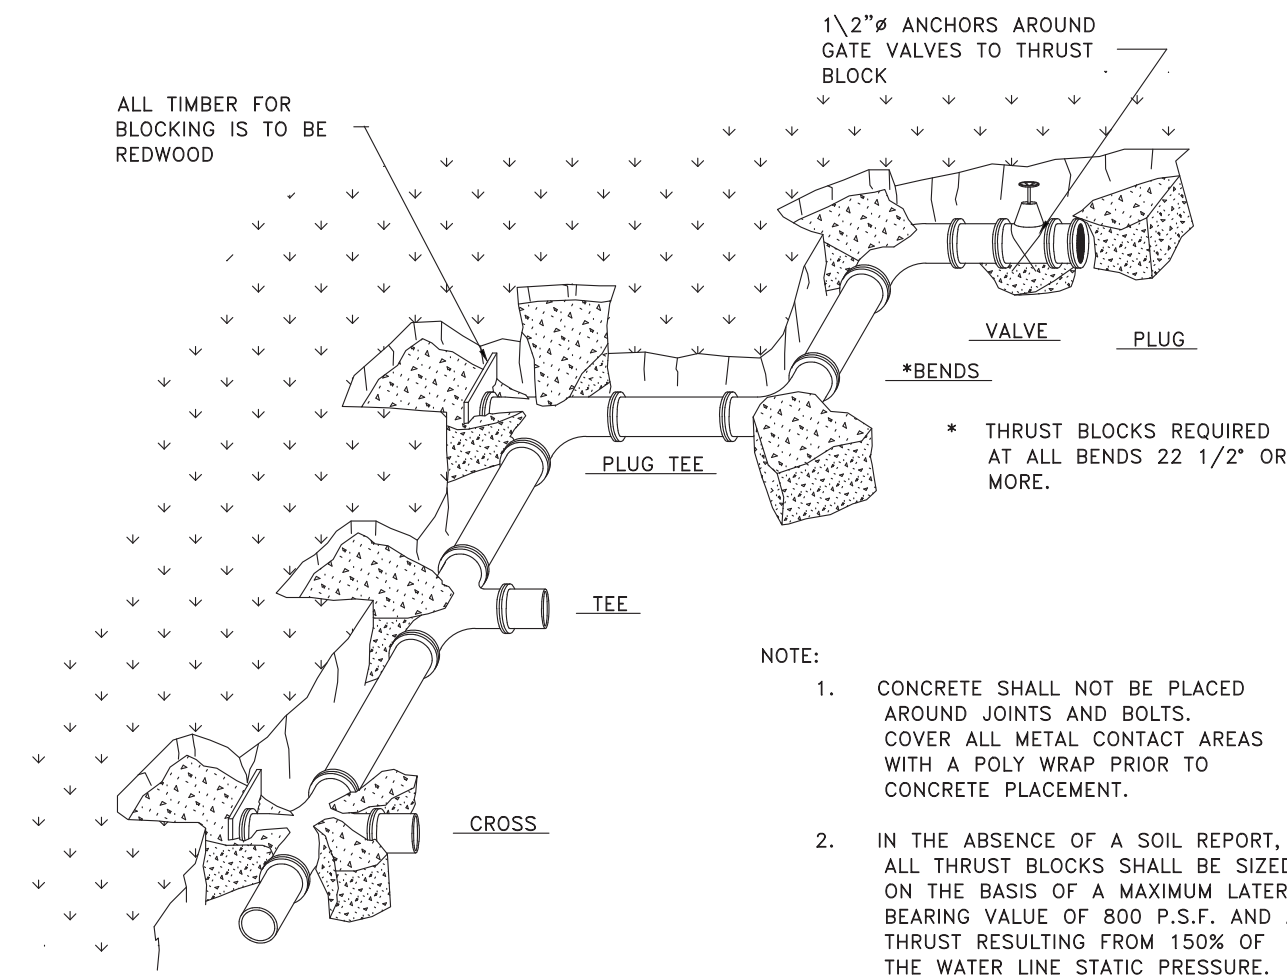 1\2"ø ANCHORS AROUND
GATE VALVES TO THRUST
BLOCK
ALL TIMBER FOR
BLOCKING IS TO BE
REDWOOD
VALVE
PLUG
*BENDS
* THRUST BLOCKS REQUIRED
AT ALL BENDS 22 1/2° OR
MORE.
PLUG TEE
TEE
CROSS
NOTE:
1. CONCRETE SHALL NOT BE PLACED
AROUND JOINTS AND BOLTS.
COVER ALL METAL CONTACT AREAS
WITH A POLY WRAP PRIOR TO
CONCRETE PLACEMENT.
2. IN THE ABSENCE OF A SOIL REPORT,
ALL THRUST BLOCKS SHALL BE SIZED
ON THE BASIS OF A MAXIMUM LATER
BEARING VALUE OF 800 P.S.F. AND
THRUST RESULTING FROM 150% OF
THE WATER LINE STATIC PRESSURE.